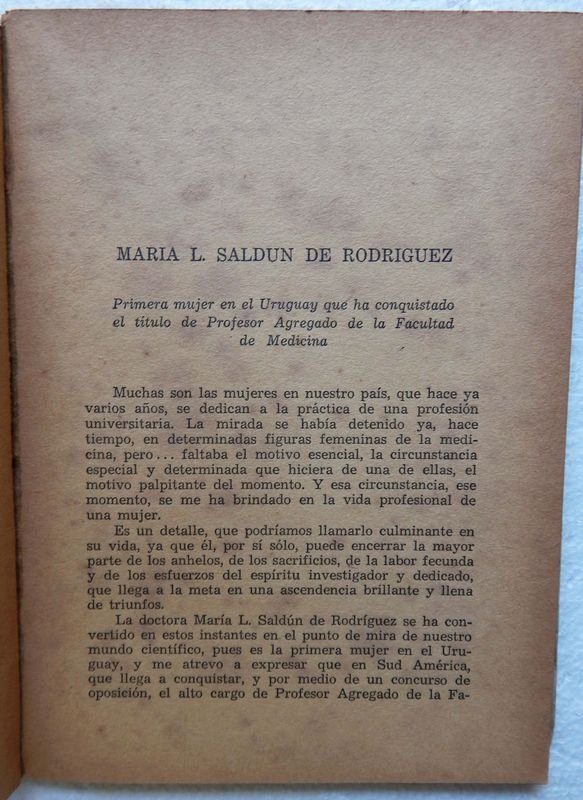 MARIA L. SALDUN DE RODRIGUEZ
Primera mujer en el Uruguay que ha conquistado
el título de Profesor Agregado de la Facultad
de Medicina
Muchas son las mujeres en nuestro país, que hace ya
varios años, se dedican a la práctica de una profesión
universitaria. La mirada se había detenido ya, hace
tiempo, en determinadas figuras femeninas de la medi-
cina, pero... faltaba el motivo esencial, la circunstancia
especial y determinada que hiciera de una de ellas, el
motivo palpitante del momento. Y esa circunstancia, ese
momento, se me ha brindado en la vida profesional de
una mujer.
Es un detalle, que podríamos llamarlo culminante en
su vida, ya que él, por sí sólo, puede encerrar la mayor
parte de los anhelos, de los sacrificios, de la labor fecunda
y de los esfuerzos del espíritu investigador y dedicado,
que llega a la meta en una ascendencia brillante y llena
de triunfos.
La doctora María L. Saldún de Rodríguez se ha con-
vertido en estos instantes en el punto de mira de nuestro
mundo científico, pues es la primera mujer en el Uru-
guay, y me atrevo a expresar que en Sud América,
que llega a conquistar, y por medio de un concurso de
oposición, el alto cargo de Profesor Agregado de la Fa-